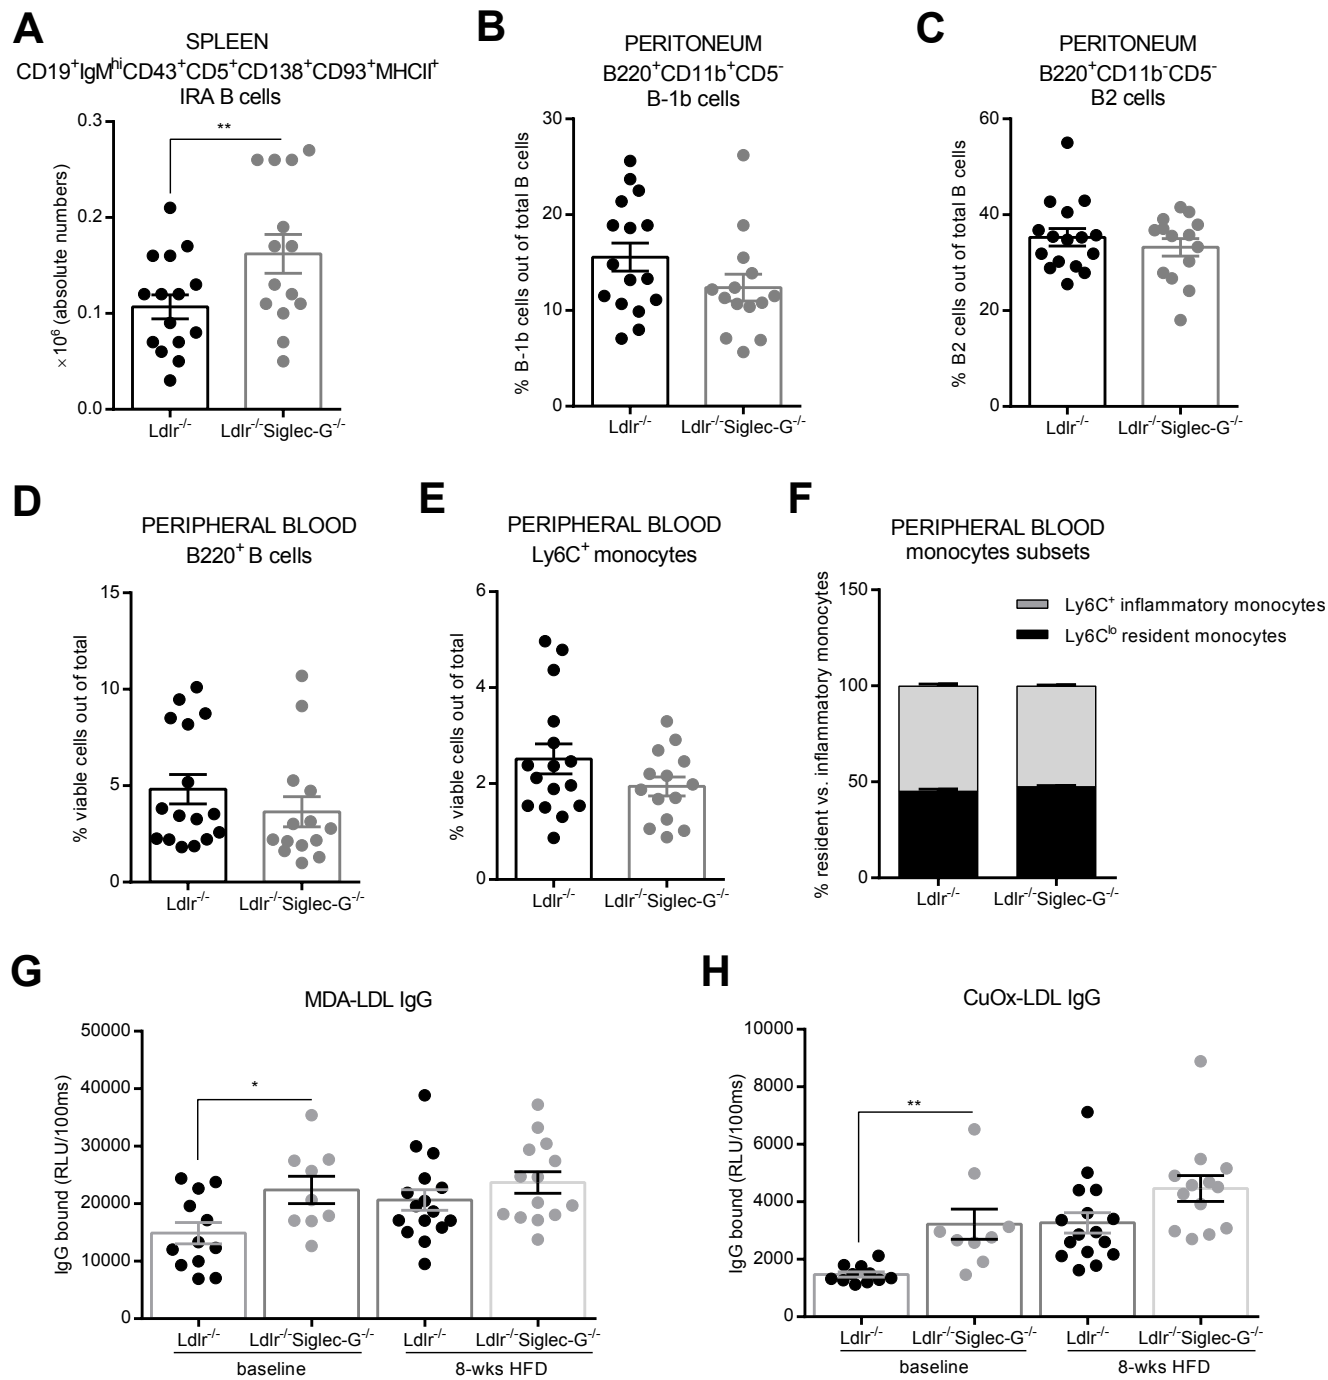 A
SPLEEN
CD19⁺IgMʰⁱCD43⁺CD5⁺CD138⁺CD93⁺MHCII⁺
IRA B cells
×10⁶ (absolute numbers)
0.3
0.2
0.1
0.0
**
Ldlr⁻/⁻
Ldlr⁻/⁻Siglec-G⁻/⁻
B
PERITONEUM
B220⁺CD11b⁺CD5⁻
B-1b cells
% B-1b cells out of total B cells
30
20
10
0
Ldlr⁻/⁻
Ldlr⁻/⁻Siglec-G⁻/⁻
C
PERITONEUM
B220⁺CD11b⁻CD5⁻
B2 cells
% B2 cells out of total B cells
60
40
20
0
Ldlr⁻/⁻
Ldlr⁻/⁻Siglec-G⁻/⁻
D
PERIPHERAL BLOOD
B220⁺ B cells
% viable cells out of total
15
10
5
0
Ldlr⁻/⁻
Ldlr⁻/⁻Siglec-G⁻/⁻
E
PERIPHERAL BLOOD
Ly6C⁺ monocytes
% viable cells out of total
6
4
2
0
Ldlr⁻/⁻
Ldlr⁻/⁻Siglec-G⁻/⁻
F
PERIPHERAL BLOOD
monocytes subsets
% resident vs. inflammatory monocytes
150
100
50
0
Ly6C⁺ inflammatory monocytes
Ly6Cˡᵒ resident monocytes
Ldlr⁻/⁻
Ldlr⁻/⁻Siglec-G⁻/⁻
G
MDA-LDL IgG
IgG bound (RLU/100ms)
50000
40000
30000
20000
10000
0
*
Ldlr⁻/⁻
Ldlr⁻/⁻Siglec-G⁻/⁻
Ldlr⁻/⁻
Ldlr⁻/⁻Siglec-G⁻/⁻
baseline
8-wks HFD
H
CuOx-LDL IgG
IgG bound (RLU/100ms)
10000
8000
6000
4000
2000
0
**
Ldlr⁻/⁻
Ldlr⁻/⁻Siglec-G⁻/⁻
Ldlr⁻/⁻
Ldlr⁻/⁻Siglec-G⁻/⁻
baseline
8-wks HFD